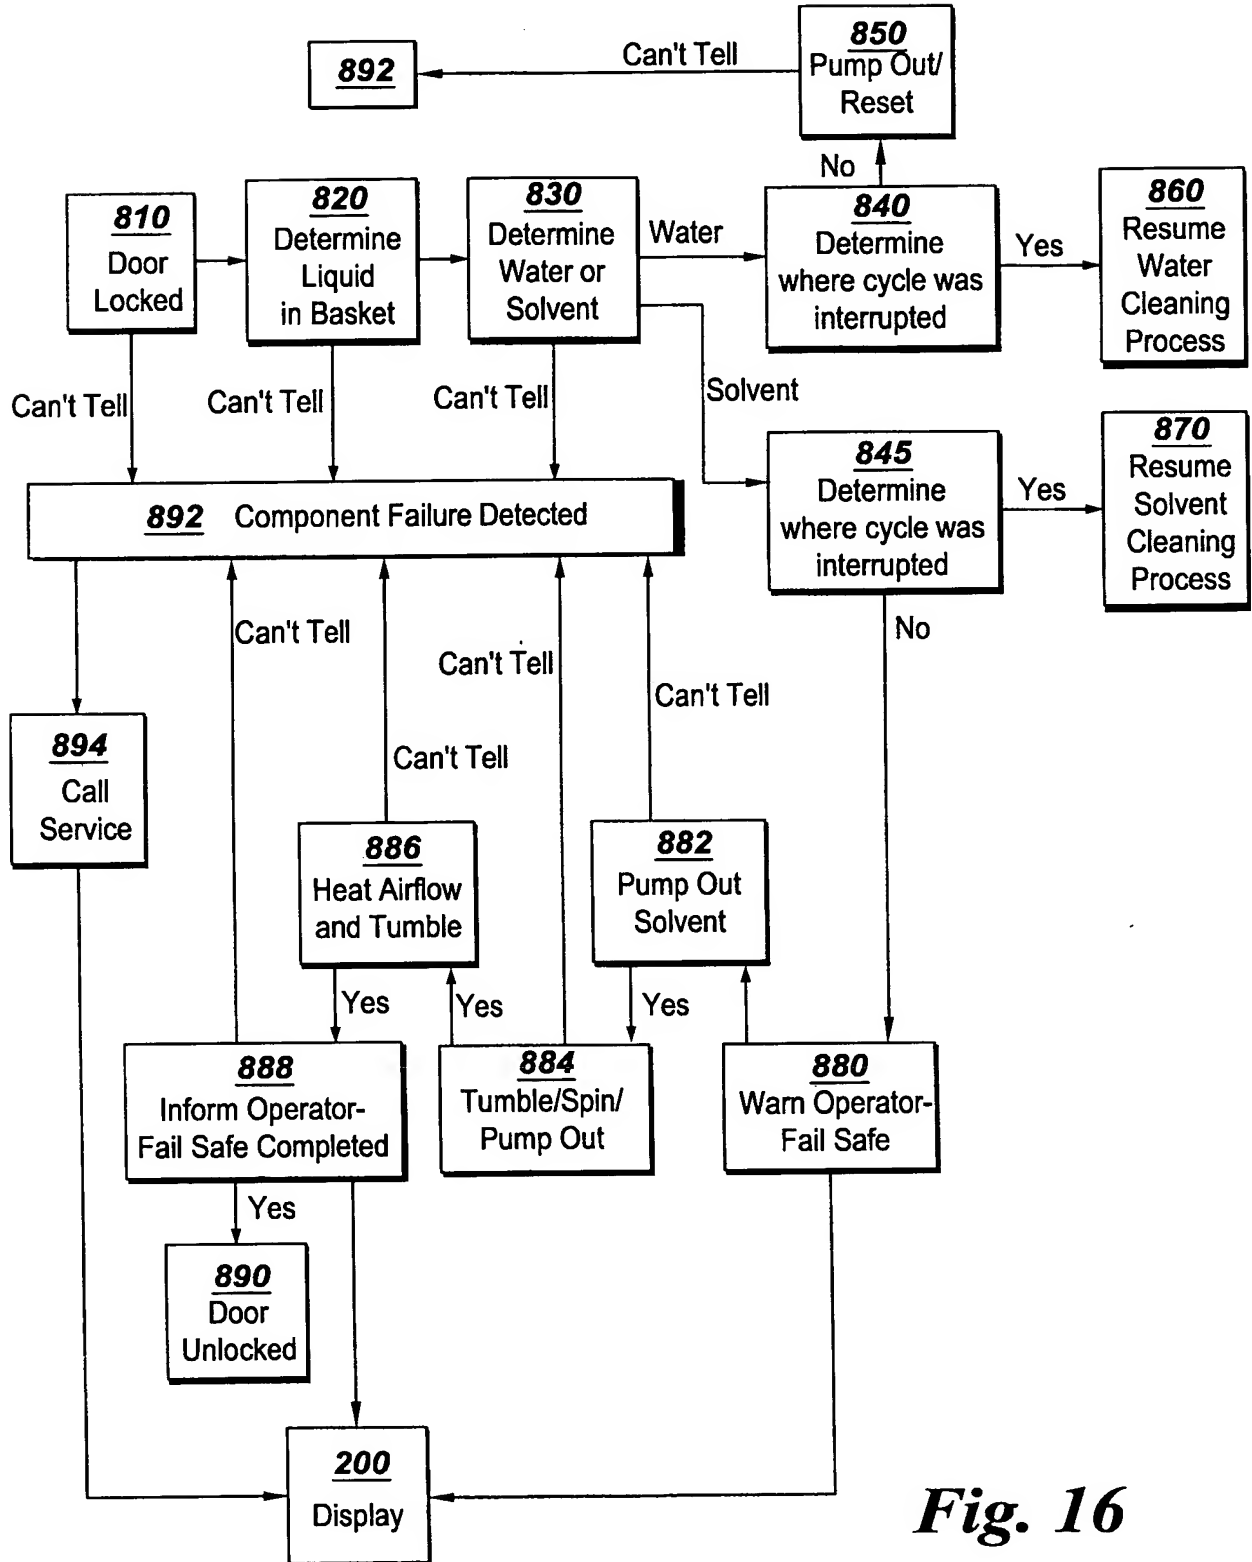 850
Pump Out/
Reset
Can't Tell
892
No
810
Door
Locked
820
Determine
Liquid
in Basket
830
Determine
Water or
Solvent
Water
840
Determine
where cycle was
interrupted
Yes
860
Resume
Water
Cleaning
Process
Can't Tell
Can't Tell
Can't Tell
Solvent
845
Determine
where cycle was
interrupted
Yes
870
Resume
Solvent
Cleaning
Process
892 Component Failure Detected
No
Can't Tell
Can't Tell
Can't Tell
Can't Tell
894
Call
Service
886
Heat Airflow
and Tumble
882
Pump Out
Solvent
Yes
Yes
Yes
888
Inform Operator-
Fail Safe Completed
884
Tumble/Spin/
Pump Out
880
Warn Operator-
Fail Safe
Yes
890
Door
Unlocked
200
Display
Fig. 16